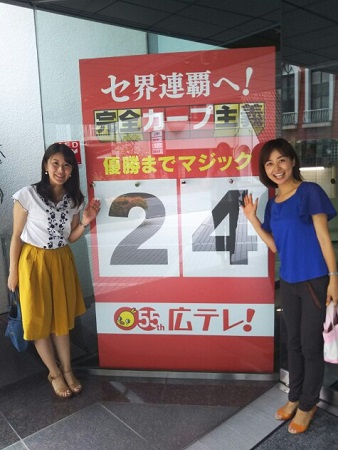 セ界連覇へ!
完全カープ主義
優勝までマジック
24
55th 広テレ!